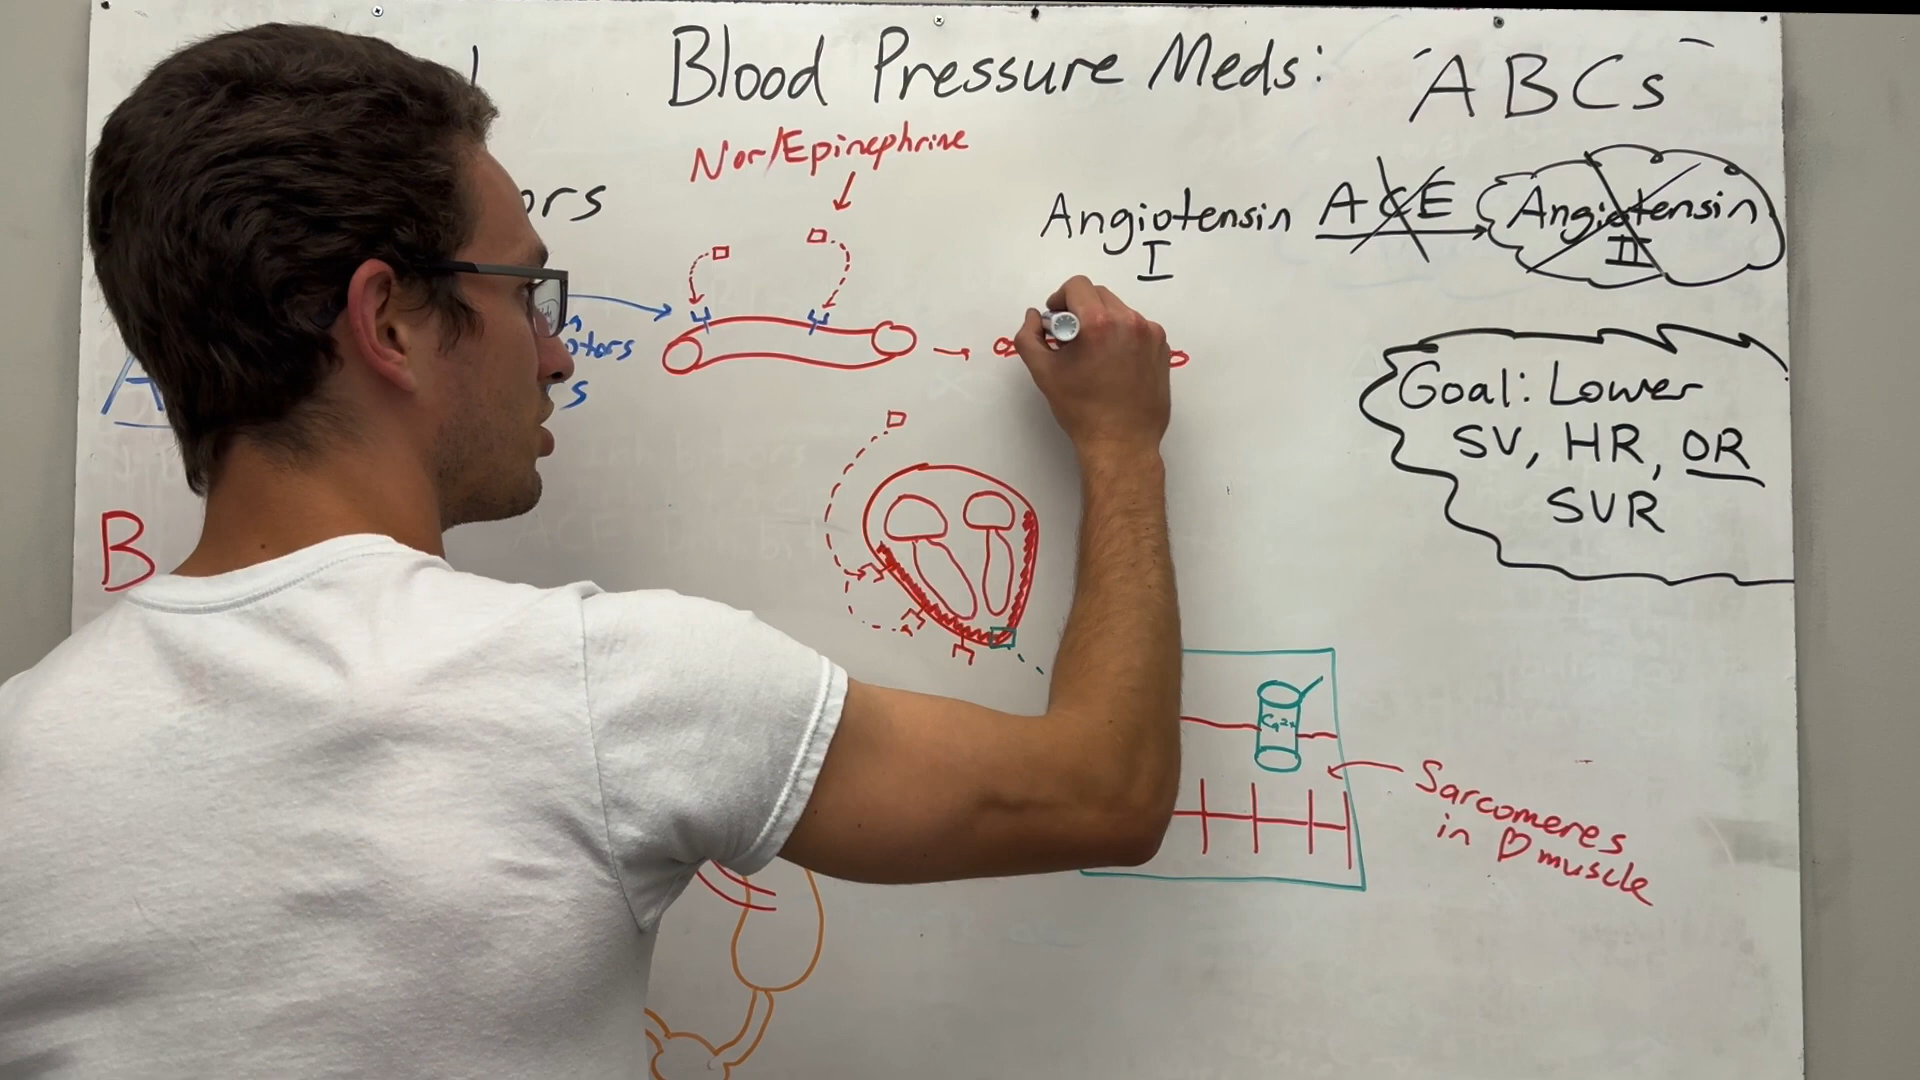 Blood Pressure Meds:
"ABCs"
Nor/Epinephrine
Angiotensin
I
ACE
Angiotensin
II
Goal: Lower
SV, HR, OR
SVR
B
Ca2+
Sarcomeres
in ♡ muscle